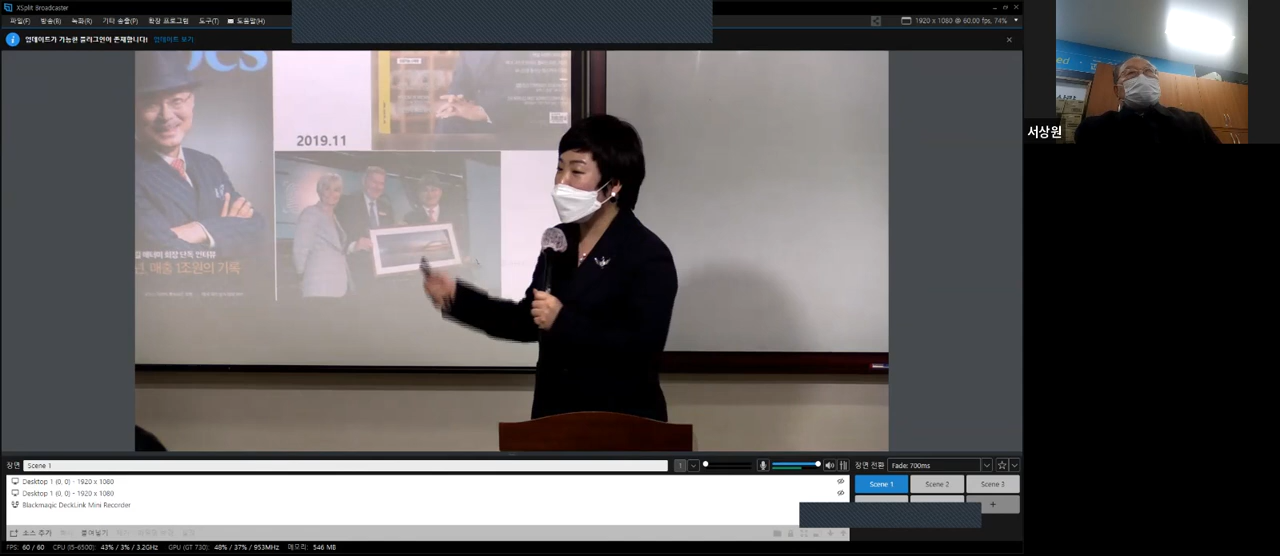 XSplit Broadcaster
파일(F) 방송(B) 녹화(R) 기타 송출(P) 확장 프로그램 도구(T) 도움말(H)
1920 x 1080 @ 60.00 fps, 74%
업데이트가 가능한 플러그인이 존재합니다! 업데이트 보기
2019.11
매출 1조원의 기록
서상원
장면 Scene 1
1
장면 전환 Fade: 700ms
Desktop 1 (0, 0) - 1920 x 1080
Desktop 1 (0, 0) - 1920 x 1080
Blackmagic DeckLink Mini Recorder
Scene 1 Scene 2 Scene 3
+
소스 추가 붙여넣기
FPS: 60 / 60 CPU (i5-6500): 43% / 3% / 3.2GHz GPU (GT 730): 48% / 37% / 953MHz 메모리: 546 MB